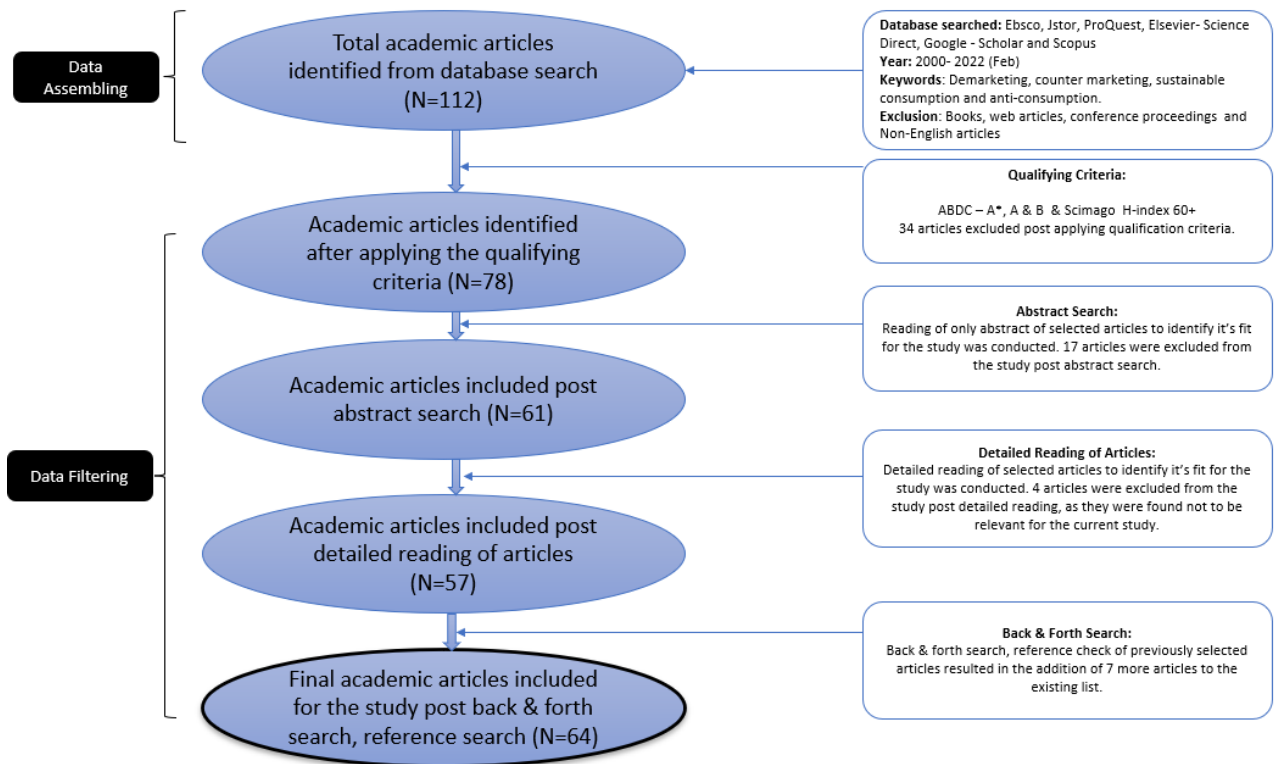 Data
Assembling
Total academic articles
identified from database search
(N=112)
Database searched: Ebsco, Jstor, ProQuest, Elsevier- Science
Direct, Google - Scholar and Scopus
Year: 2000- 2022 (Feb)
Keywords: Demarketing, counter marketing, sustainable
consumption and anti-consumption.
Exclusion: Books, web articles, conference proceedings and
Non-English articles
Qualifying Criteria:
ABDC – A*, A & B & Scimago H-index 60+
34 articles excluded post applying qualification criteria.
Academic articles identified
after applying the qualifying
criteria (N=78)
Abstract Search:
Reading of only abstract of selected articles to identify it's fit
for the study was conducted. 17 articles were excluded from
the study post abstract search.
Academic articles included post
abstract search (N=61)
Data Filtering
Detailed Reading of Articles:
Detailed reading of selected articles to identify it's fit for the
study was conducted. 4 articles were excluded from the
study post detailed reading, as they were found not to be
relevant for the current study.
Academic articles included post
detailed reading of articles
(N=57)
Back & Forth Search:
Back & forth search, reference check of previously selected
articles resulted in the addition of 7 more articles to the
existing list.
Final academic articles included
for the study post back & forth
search, reference search (N=64)